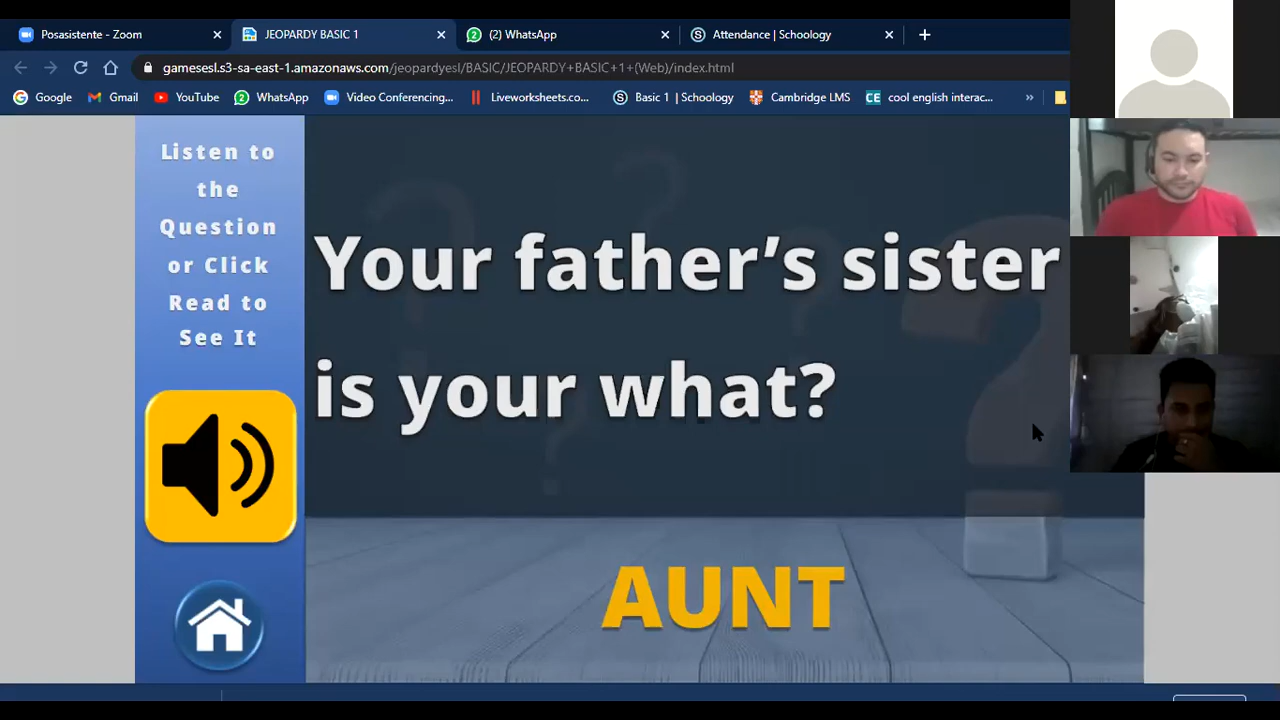 Posasistente - Zoom
JEOPARDY BASIC 1
(2) WhatsApp
Attendance | Schoology
gamesesl.s3-sa-east-1.amazonaws.com/jeopardyesl/BASIC/JEOPARDY+BASIC+1+(Web)/index.html
Google
Gmail
YouTube
WhatsApp
Video Conferencing...
Liveworksheets.co...
Basic 1 | Schoology
Cambridge LMS
CE
cool english interac...
Listen to
the
Question
or Click
Read to
See It
Your father's sister
is your what?
AUNT